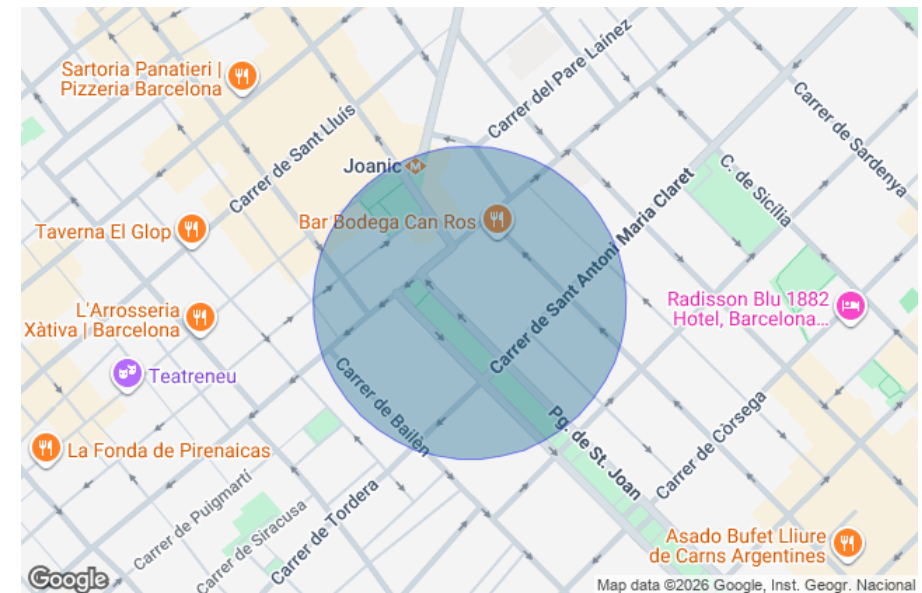 Sartoria Panatieri |
Pizzeria Barcelona
Carrer del Pare Laínez
Carrer de Sardenya
Carrer de Sant Lluís
Joanic
C. de Sicília
Bar Bodega Can Ros
Taverna El Glop
Carrer de Sant Antoni Maria Claret
L'Arrosseria
Xàtiva | Barcelona
Radisson Blu 1882
Hotel, Barcelona...
Teatreneu
Carrer de Bailèn
Pg. de St. Joan
Carrer de Còrsega
La Fonda de Pirenaicas
Carrer de Puigmartí
Carrer de Siracusa
Carrer de Tordera
Asado Bufet Lliure
de Carns Argentines
Google
Map data ©2026 Google, Inst. Geogr. Nacional